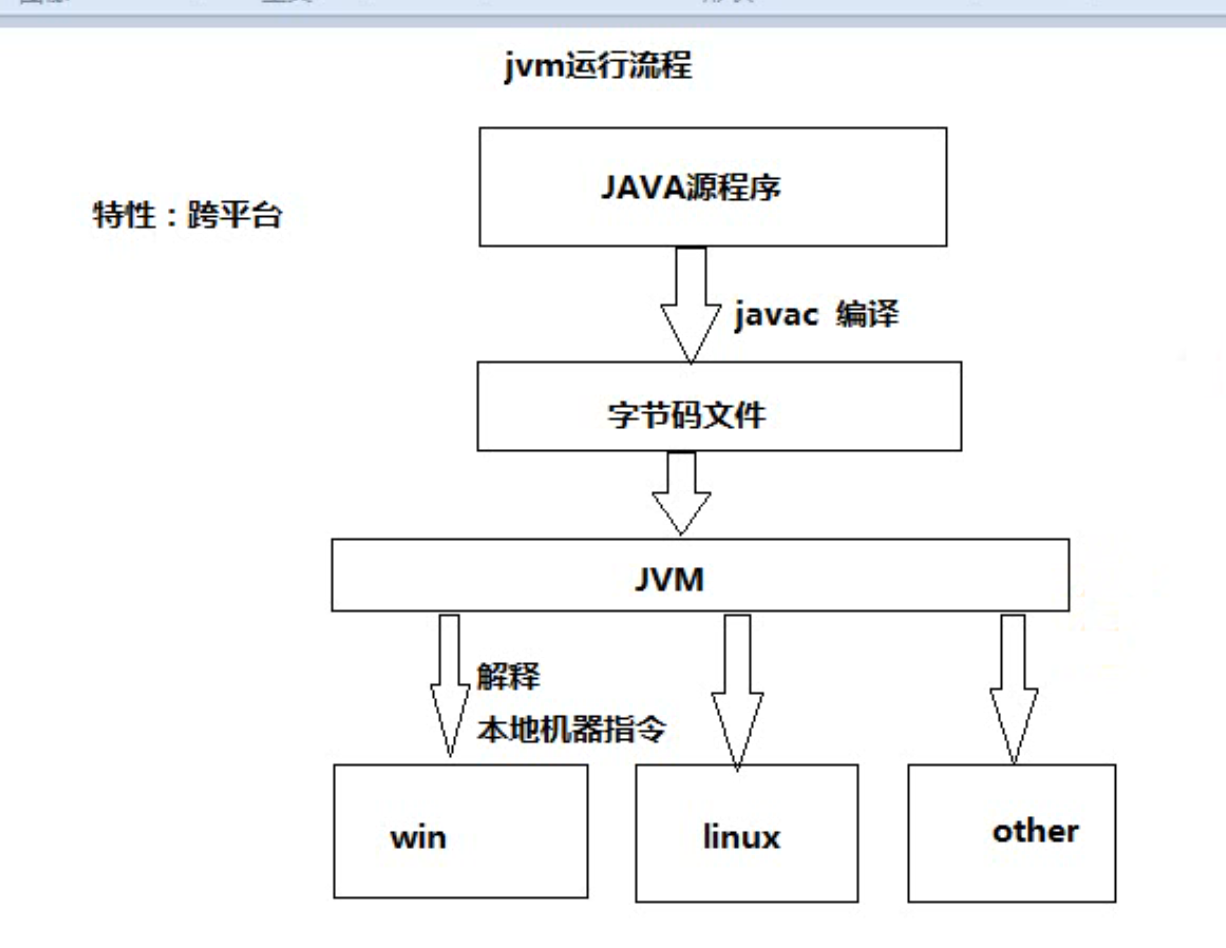 jvm运行流程
JAVA源程序
特性：跨平台
javac 编译
字节码文件
JVM
解释
本地机器指令
win
linux
other